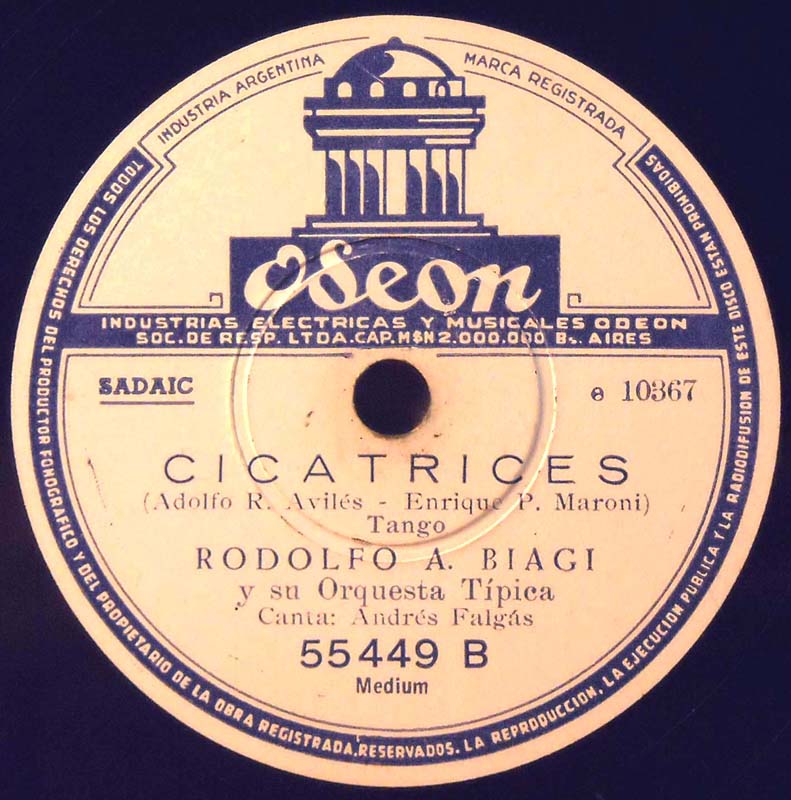 INDUSTRIA ARGENTINA
MARCA REGISTRADA
Odeon
INDUSTRIAS ELECTRICAS Y MUSICALES ODEON
SOC. DE RESP. LTDA. CAP. M$N 2.000.000 Bs. AIRES
SADAIC
e 10367
CICATRICES
(Adolfo R. Avilés - Enrique P. Maroni)
Tango
RODOLFO A. BIAGI
y su Orquesta Típica
Canta: Andrés Falgás
55449 B
Medium
TODOS LOS DERECHOS DEL PRODUCTOR FONOGRAFICO Y DEL PROPIETARIO DE LA OBRA REGISTRADA, RESERVADOS. LA REPRODUCCION, LA EJECUCION PUBLICA Y LA RADIODIFUSION DE ESTE DISCO ESTAN PROHIBIDAS